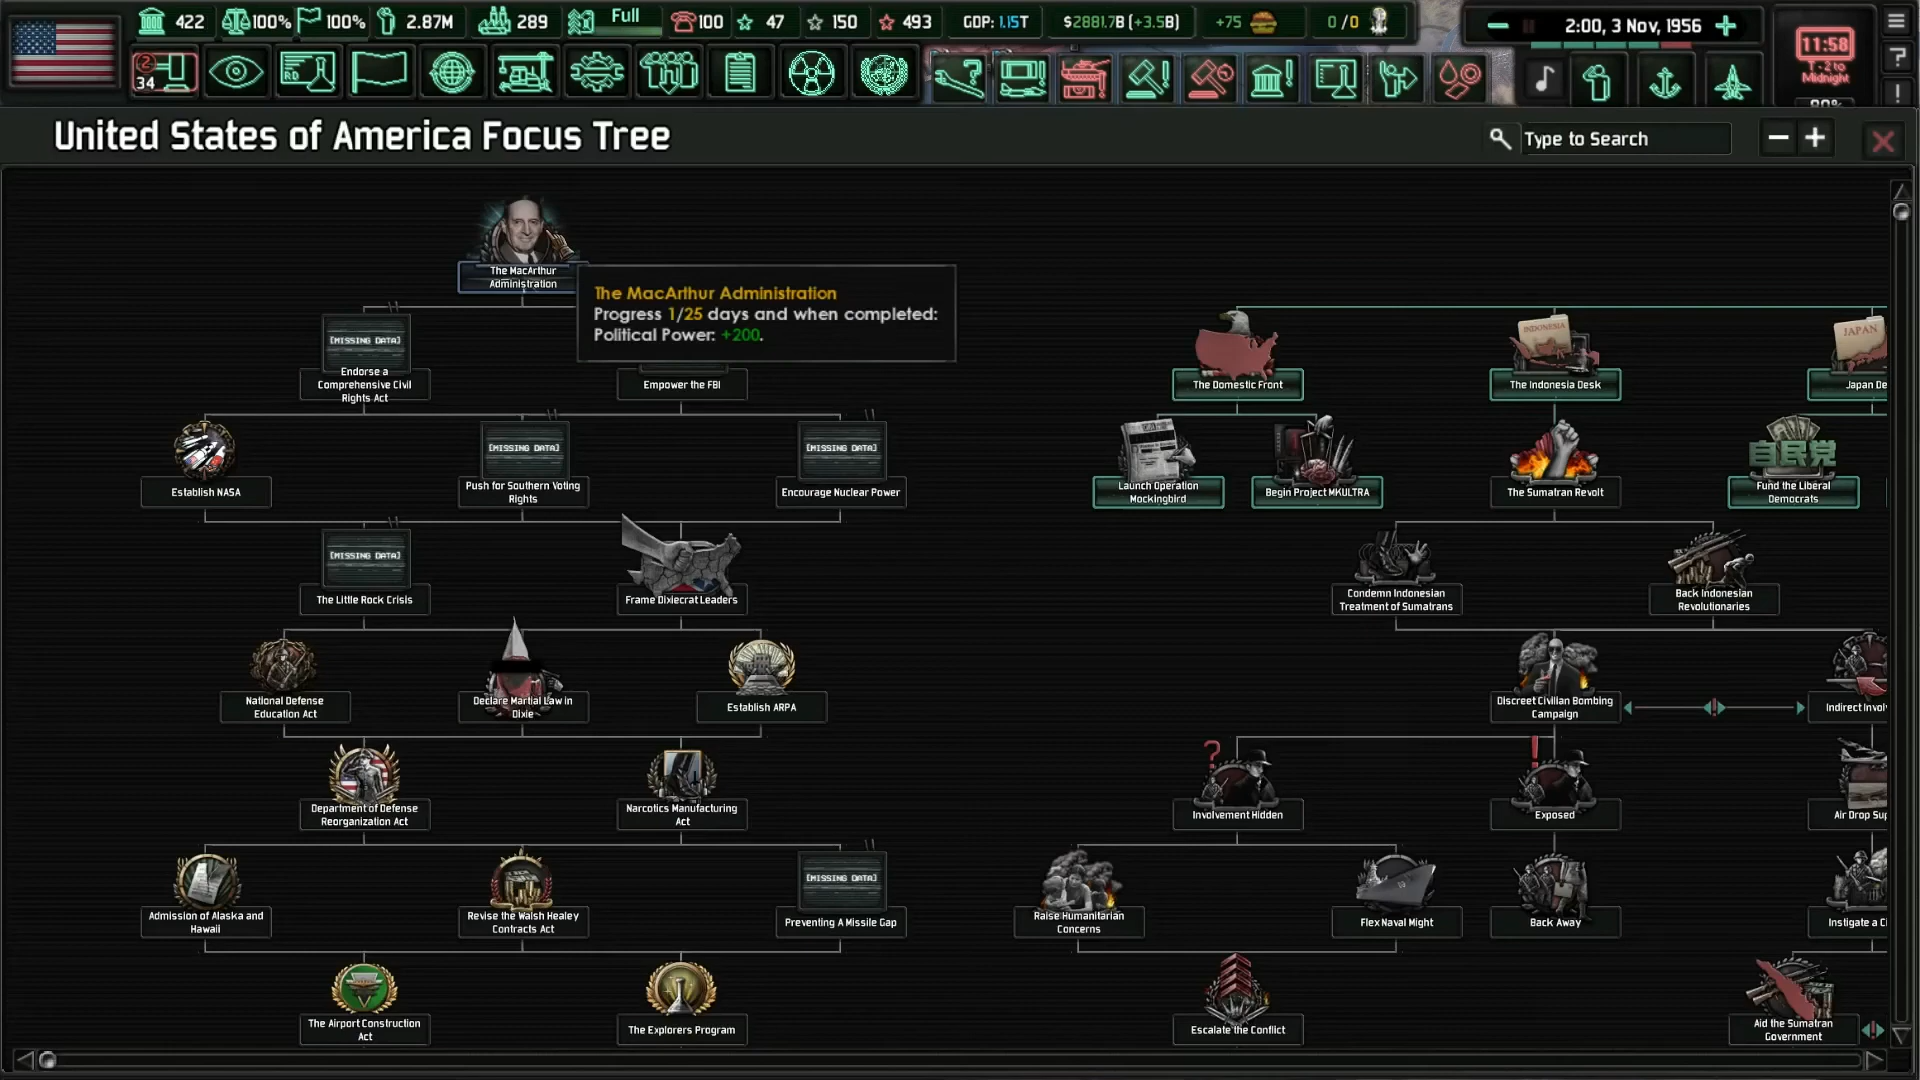 422
100%
100%
2.87M
289
Full
100
47
150
493
GDP: 1.15T
$2881.7B (+3.5B)
+75
0 / 0
2:00, 3 Nov, 1956
11:58
T-2 to
Midnight
34
United States of America Focus Tree
Type to Search
The MacArthur
Administration
The MacArthur Administration
Progress 1/25 days and when completed:
Political Power: +200.
[MISSING DATA]
Endorse a
Comprehensive Civil
Rights Act
Empower the FBI
The Domestic Front
INDONESIA
The Indonesia Desk
JAPAN
Japan De
Establish NASA
[MISSING DATA]
Push for Southern Voting
Rights
[MISSING DATA]
Encourage Nuclear Power
Launch Operation
Mockingbird
Begin Project MKULTRA
The Sumatran Revolt
自民党
Fund the Liberal
Democrats
[MISSING DATA]
The Little Rock Crisis
Frame Dixiecrat Leaders
Condemn Indonesian
Treatment of Sumatrans
Back Indonesian
Revolutionaries
National Defense
Education Act
Declare Martial Law in
Dixie
Establish ARPA
Discreet Civilian Bombing
Campaign
Indirect Invol
Department of Defense
Reorganization Act
Narcotics Manufacturing
Act
?
Involvement Hidden
!
Exposed
Air Drop Sup
Admission of Alaska and
Hawaii
Revise the Walsh Healey
Contracts Act
[MISSING DATA]
Preventing A Missile Gap
Raise Humanitarian
Concerns
Flex Naval Might
Back Away
Instigate a C
The Airport Construction
Act
The Explorers Program
Escalate the Conflict
Aid the Sumatran
Government